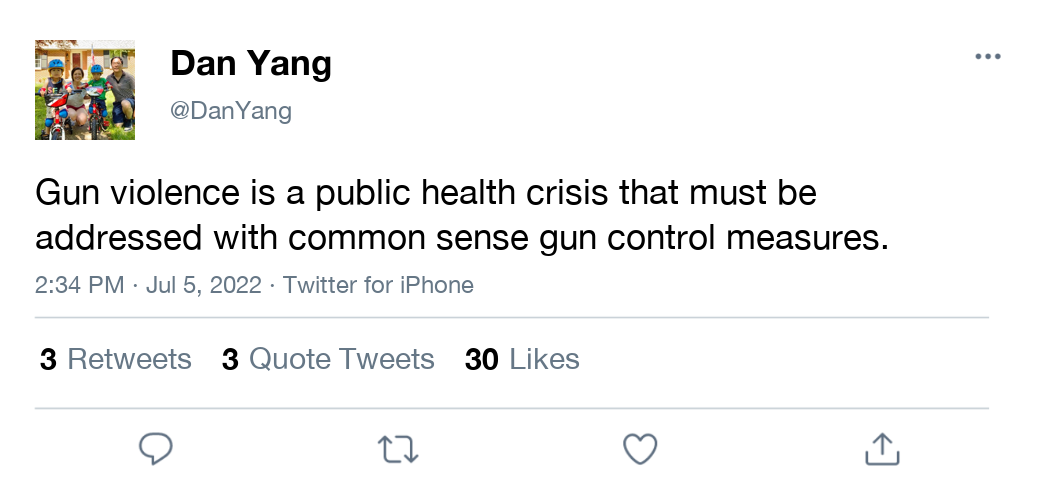 Dan Yang
@DanYang
Gun violence is a public health crisis that must be
addressed with common sense gun control measures.
2:34 PM · Jul 5, 2022 · Twitter for iPhone
3 Retweets 3 Quote Tweets 30 Likes